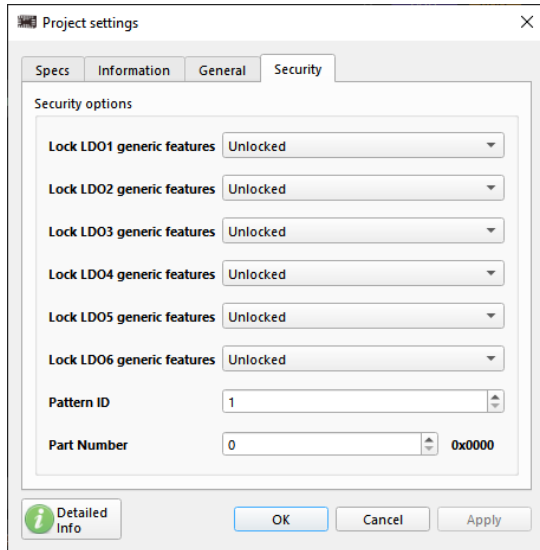 Project settings
Specs Information General Security
Security options
Lock LDO1 generic features Unlocked
Lock LDO2 generic features Unlocked
Lock LDO3 generic features Unlocked
Lock LDO4 generic features Unlocked
Lock LDO5 generic features Unlocked
Lock LDO6 generic features Unlocked
Pattern ID 1
Part Number 0 0x0000
Detailed
Info
OK Cancel Apply